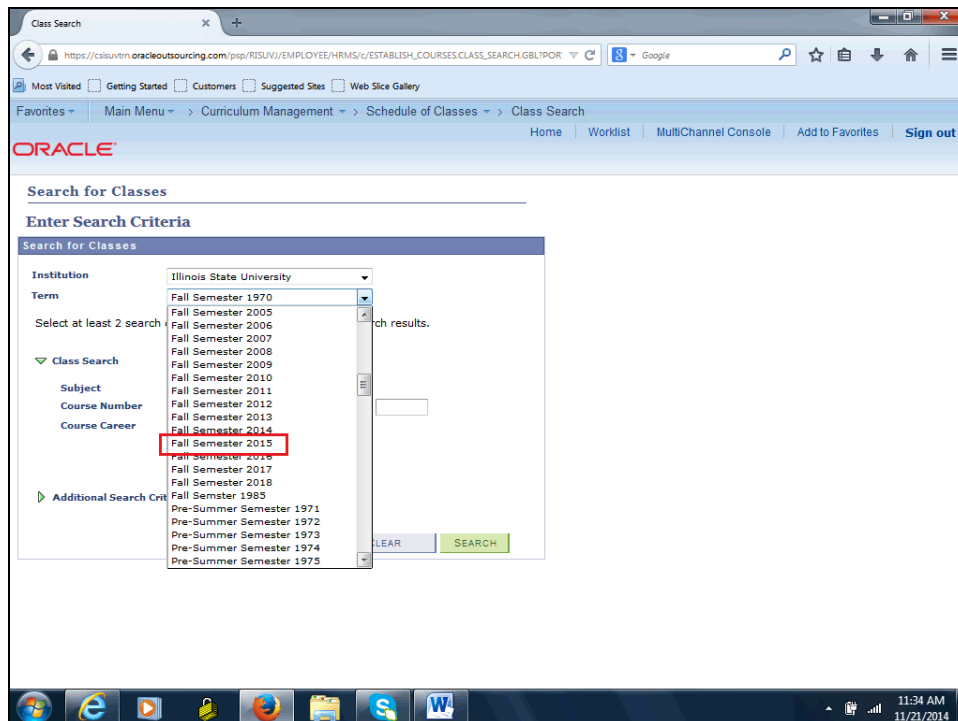 Class Search
https://csisuvtrn.oracleoutsourcing.com/psp/RISUVJ/EMPLOYEE/HRMS/c/ESTABLISH_COURSES.CLASS_SEARCH.GBL?POR
8 Google
Most Visited Getting Started Customers Suggested Sites Web Slice Gallery
Favorites Main Menu > Curriculum Management > Schedule of Classes > Class Search
Home Worklist MultiChannel Console Add to Favorites Sign out
ORACLE
Search for Classes
Enter Search Criteria
Search for Classes
Institution Illinois State University
Term Fall Semester 1970
Fall Semester 2005
Select at least 2 search Fall Semester 2006 rch results.
Fall Semester 2007
Fall Semester 2008
Class Search
Fall Semester 2009
Fall Semester 2010
Subject
Fall Semester 2011
Course Number Fall Semester 2012
Fall Semester 2013
Course Career
Fall Semester 2014
Fall Semester 2015
Fall Semester 2016
Fall Semester 2017
Fall Semester 2018
Additional Search Crit Fall Semster 1985
Pre-Summer Semester 1971
Pre-Summer Semester 1972
Pre-Summer Semester 1973
Pre-Summer Semester 1974
LEAR SEARCH
Pre-Summer Semester 1975
11:34 AM
11/21/2014